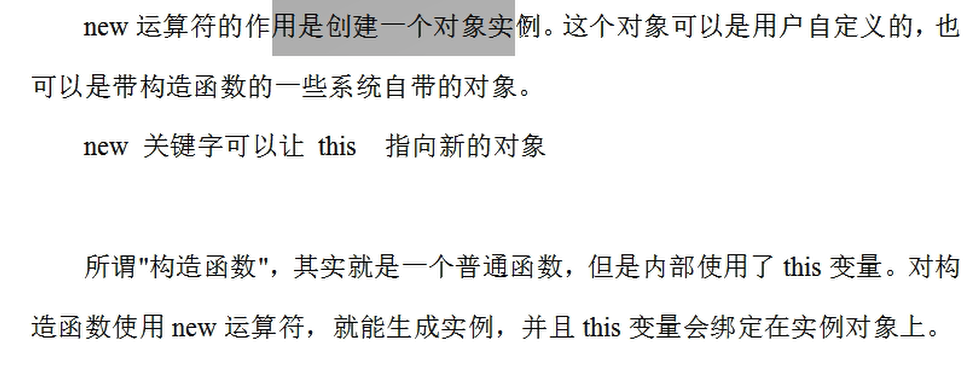 new 运算符的作用是创建一个对象实例。这个对象可以是用户自定义的，也
可以是带构造函数的一些系统自带的对象。
new 关键字可以让 this 指向新的对象
所谓"构造函数"，其实就是一个普通函数，但是内部使用了 this 变量。对构
造函数使用 new 运算符，就能生成实例，并且 this 变量会绑定在实例对象上。